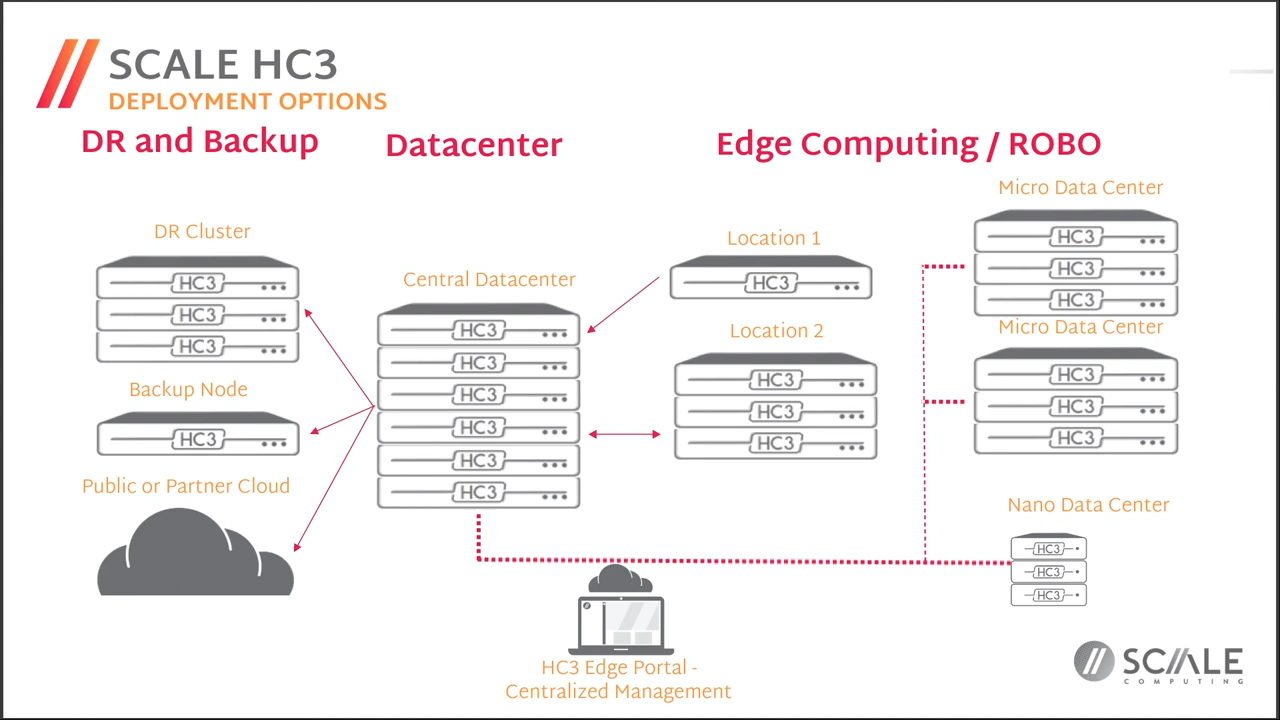 SCALE HC3
DEPLOYMENT OPTIONS
DR and Backup
Datacenter
Edge Computing / ROBO
DR Cluster
HC3
HC3
HC3
Backup Node
HC3
Public or Partner Cloud
Central Datacenter
HC3
HC3
HC3
HC3
HC3
HC3
Location 1
HC3
Location 2
HC3
HC3
HC3
Micro Data Center
HC3
HC3
HC3
Micro Data Center
HC3
HC3
HC3
Nano Data Center
HC3
HC3
HC3
HC3 Edge Portal -
Centralized Management
SCALE
COMPUTING